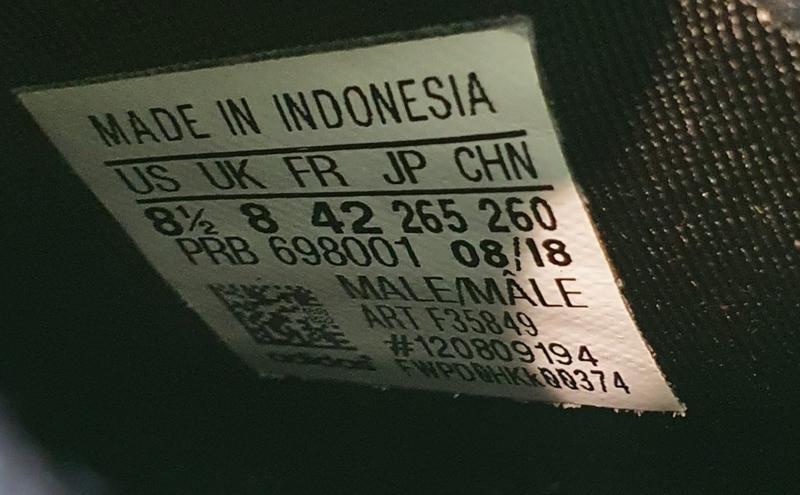 MADE IN INDONESIA
US UK FR JP CHN
8½ 8 42 265 260
PRB 698001 08/18
MALE/MÂLE
ART F35849
#120809194
adidas